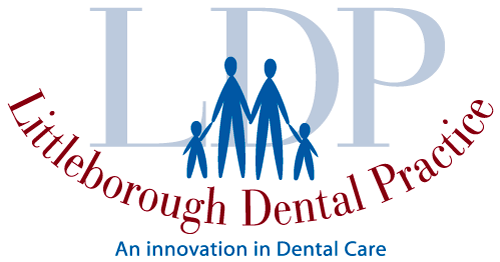 LDP
Littleborough Dental Practice
An innovation in Dental Care